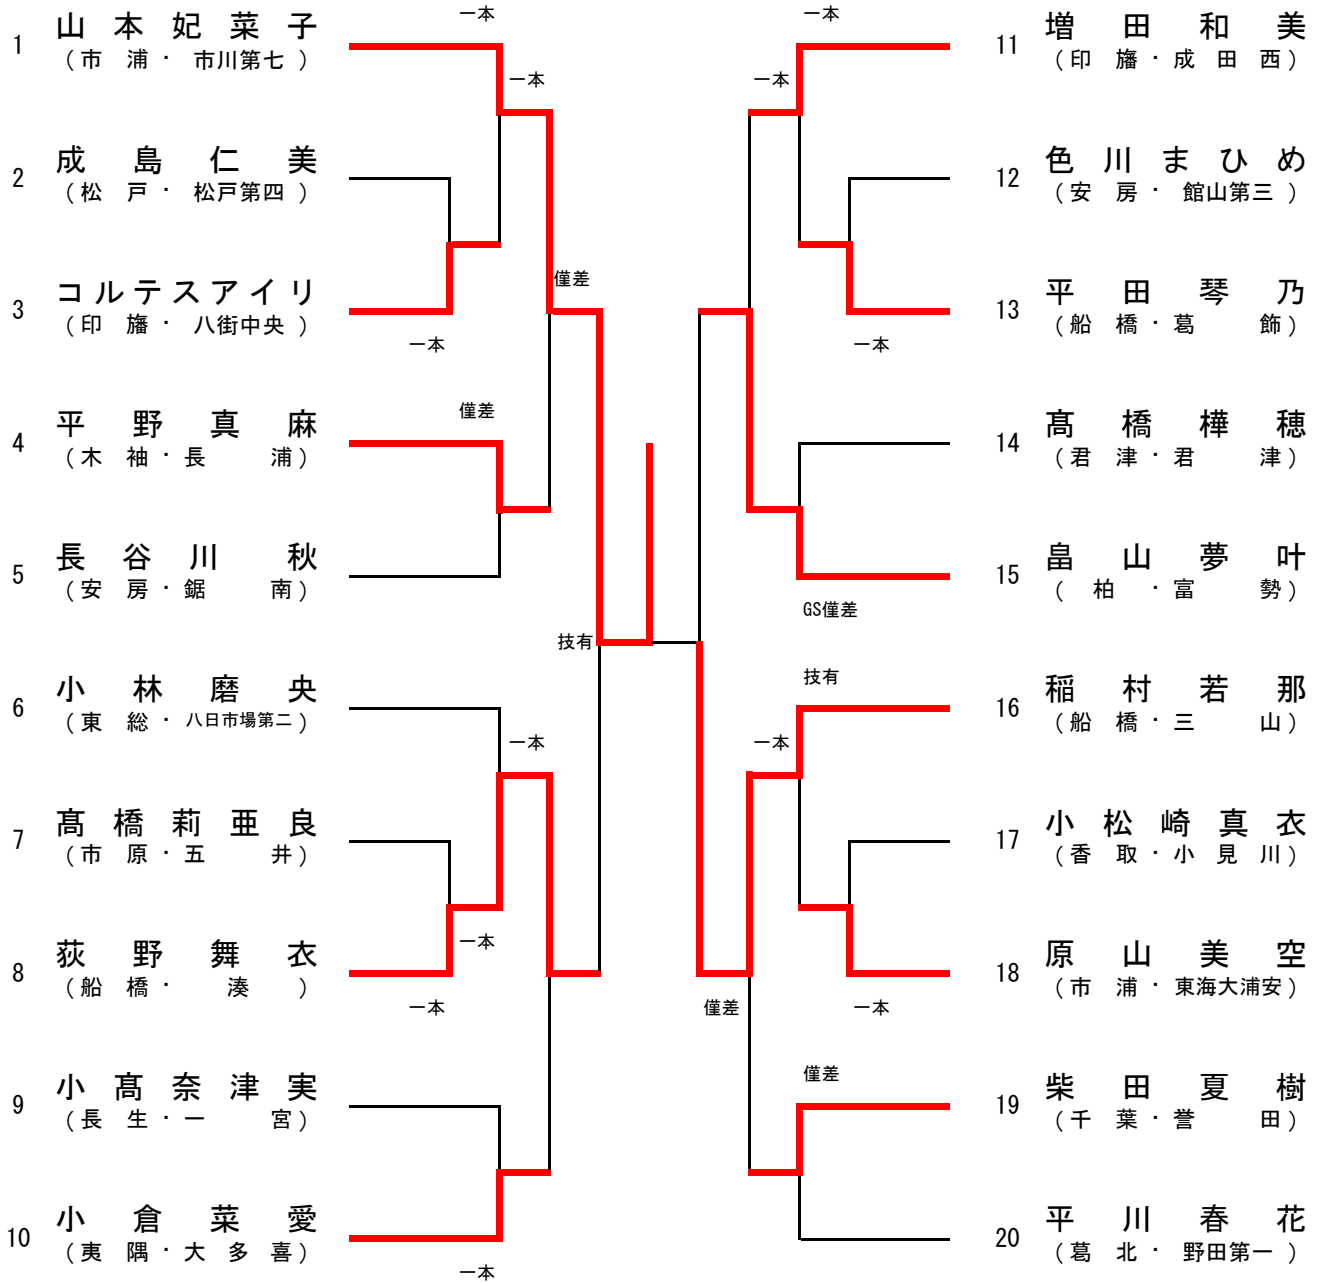 1 山本妃菜子
(市浦・市川第七)
2 成島仁美
(松戸・松戸第四)
3 コルテスアイリ
(印旛・八街中央)
4 平野真麻
(木袖・長浦)
5 長谷川秋
(安房・鋸南)
6 小林磨央
(東総・八日市場第二)
7 髙橋莉亜良
(市原・五井)
8 荻野舞衣
(船橋・湊)
9 小髙奈津実
(長生・一宮)
10 小倉菜愛
(夷隅・大多喜)
一本
一本
僅差
一本
僅差
技有
一本
一本
一本
一本
一本
一本
一本
GS僅差
技有
一本
僅差
一本
僅差
11 増田和美
(印旛・成田西)
12 色川まひめ
(安房・館山第三)
13 平田琴乃
(船橋・葛飾)
14 髙橋樺穂
(君津・君津)
15 畠山夢叶
(柏・富勢)
16 稲村若那
(船橋・三山)
17 小松崎真衣
(香取・小見川)
18 原山美空
(市浦・東海大浦安)
19 柴田夏樹
(千葉・誉田)
20 平川春花
(葛北・野田第一)